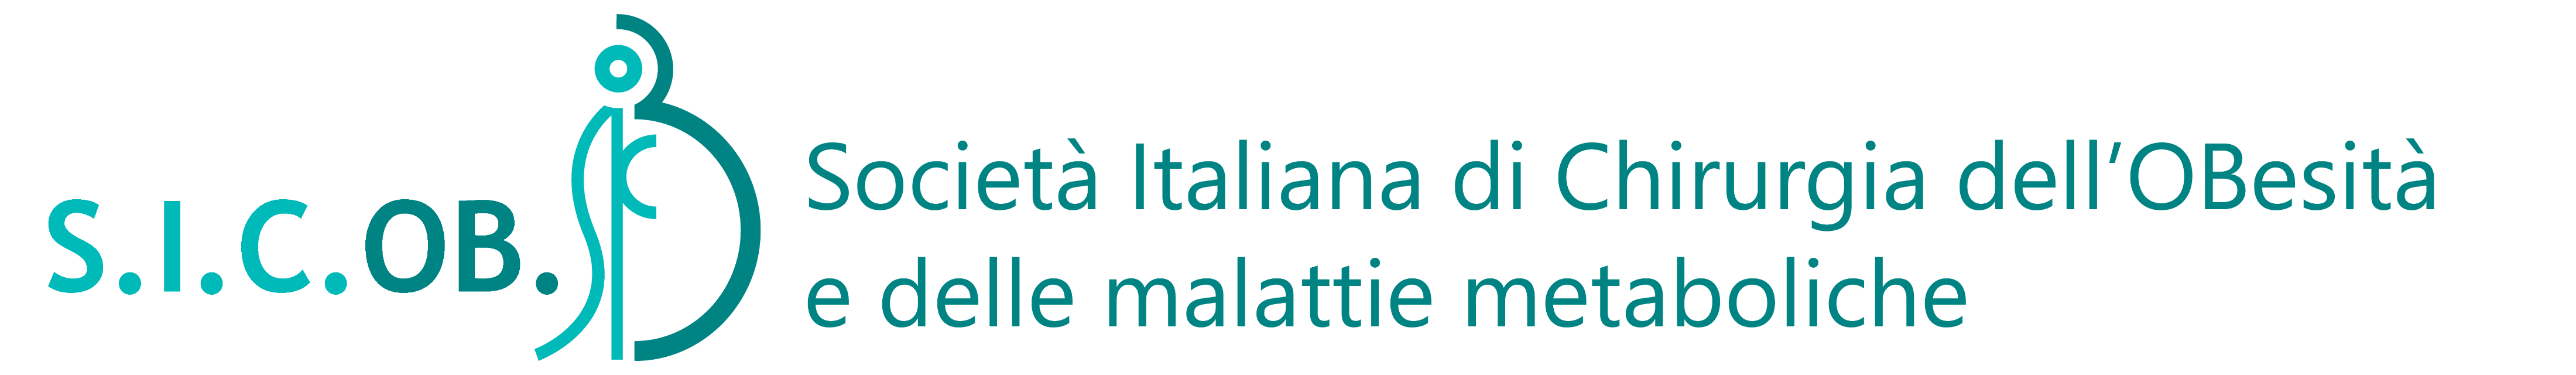 S.I.C.OB.
Società Italiana di Chirurgia dell’OBesità
e delle malattie metaboliche